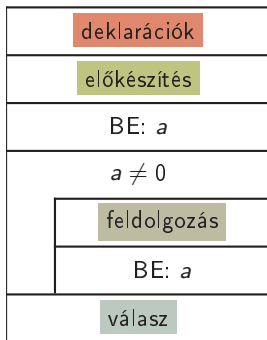 deklarációk
előkészítés
BE: a
a ≠ 0
feldolgozás
BE: a
válasz